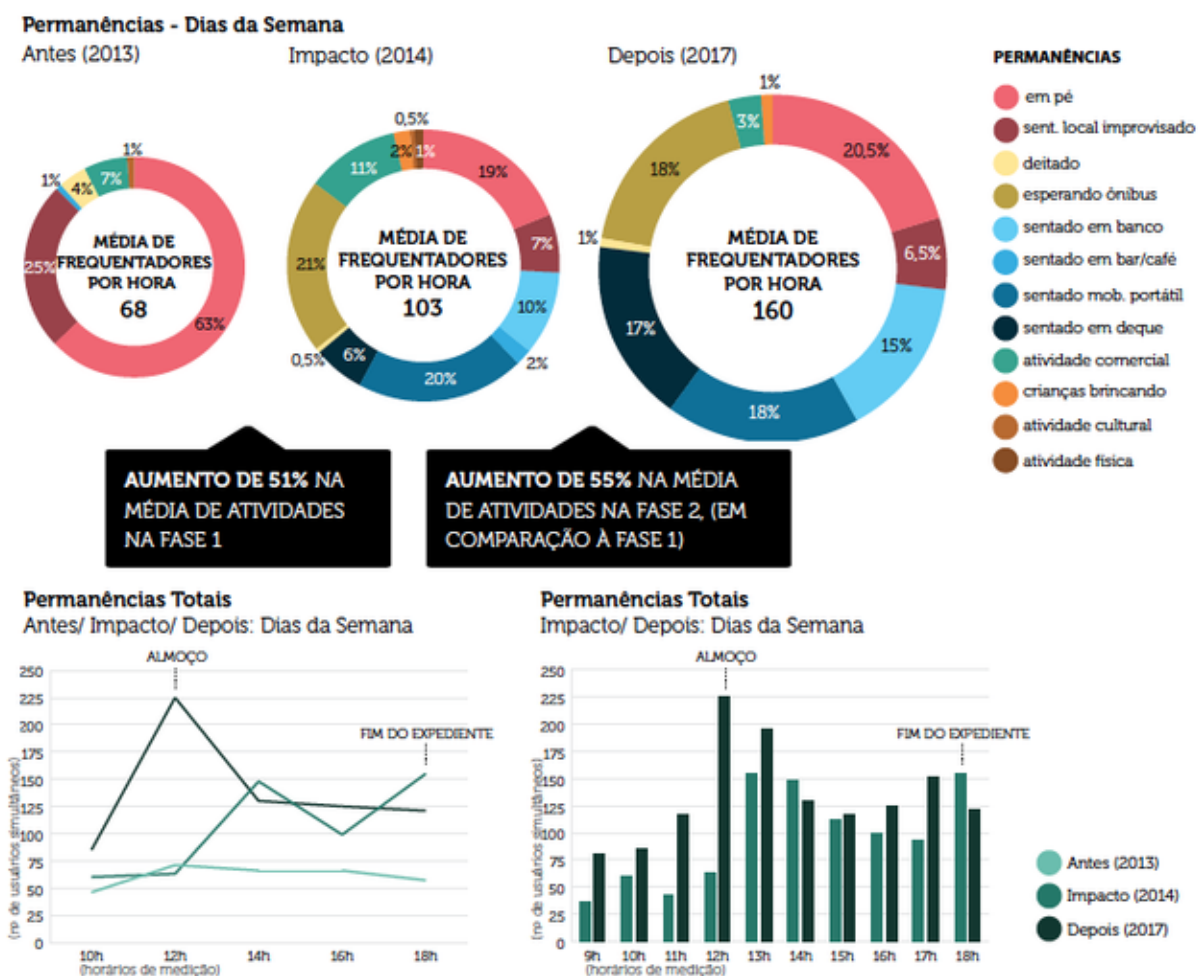 Permanências - Dias da Semana
Antes (2013)
Impacto (2014)
Depois (2017)
1%
7%
4%
1%
25%
63%
MÉDIA DE
FREQUENTADORES
POR HORA
68
0,5%
2%
1%
11%
19%
21%
7%
10%
0,5%
6%
2%
20%
MÉDIA DE
FREQUENTADORES
POR HORA
103
1%
3%
20,5%
18%
6,5%
1%
17%
15%
18%
MÉDIA DE
FREQUENTADORES
POR HORA
160
PERMANÊNCIAS
em pé
sent. local improvisado
deitado
esperando ônibus
sentado em banco
sentado em bar/café
sentado mob. portátil
sentado em deque
atividade comercial
crianças brincando
atividade cultural
atividade física
AUMENTO DE 51% NA
MÉDIA DE ATIVIDADES
NA FASE 1
AUMENTO DE 55% NA MÉDIA
DE ATIVIDADES NA FASE 2, (EM
COMPARAÇÃO À FASE 1)
Permanências Totais
Antes/ Impacto/ Depois: Dias da Semana
ALMOÇO
FIM DO EXPEDIENTE
250
225
200
175
150
125
100
75
50
25
0
(nº de usuários simultâneos)
10h
12h
14h
16h
18h
(horários de medição)
Permanências Totais
Impacto/ Depois: Dias da Semana
ALMOÇO
FIM DO EXPEDIENTE
250
225
200
175
150
125
100
75
50
25
0
(nº de usuários simultâneos)
9h
10h
11h
12h
13h
14h
15h
16h
17h
18h
(horários de medição)
Antes (2013)
Impacto (2014)
Depois (2017)